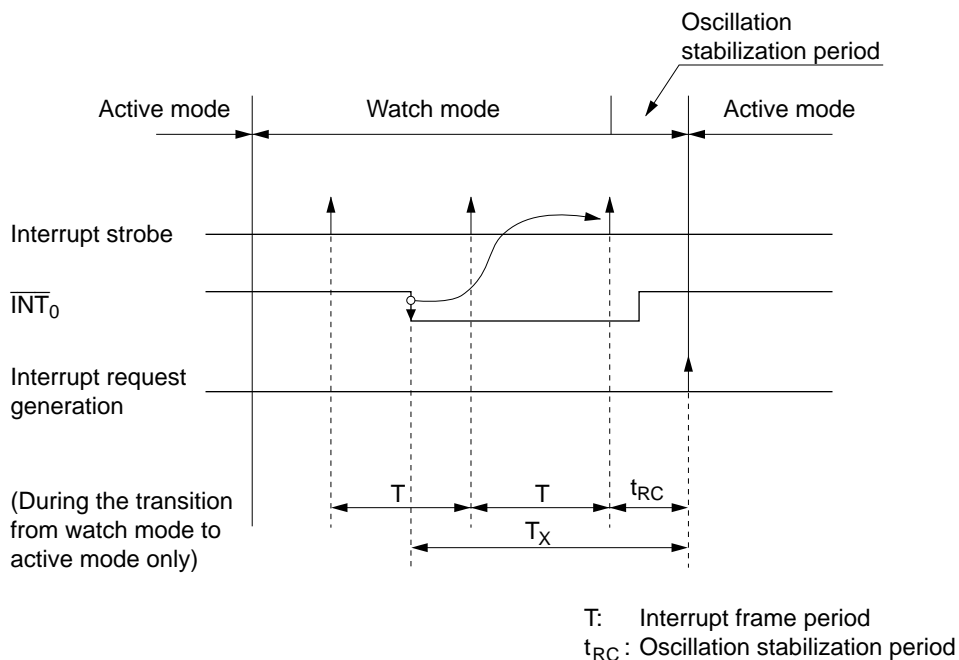 Oscillation
stabilization period
Active mode
Watch mode
Active mode
Interrupt strobe
INT0
Interrupt request
generation
(During the transition
from watch mode to
active mode only)
T
T
tRC
TX
T: Interrupt frame period
tRC : Oscillation stabilization period